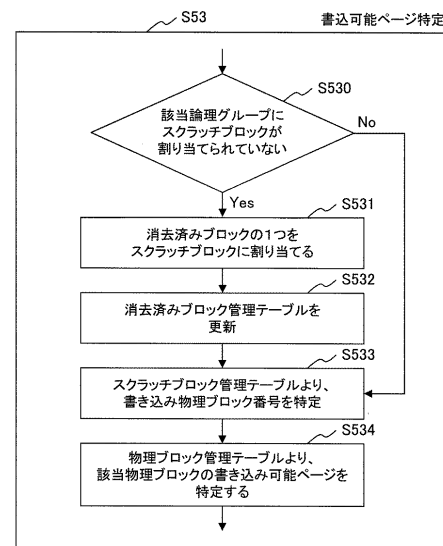 S53
書込可能ページ特定
S530
該当論理グループに
スクラッチブロックが
割り当てられていない
No
Yes
S531
消去済みブロックの1つを
スクラッチブロックに割り当てる
S532
消去済みブロック管理テーブルを
更新
S533
スクラッチブロック管理テーブルより、
書き込み物理ブロック番号を特定
S534
物理ブロック管理テーブルより、
該当物理ブロックの書き込み可能ページを
特定する